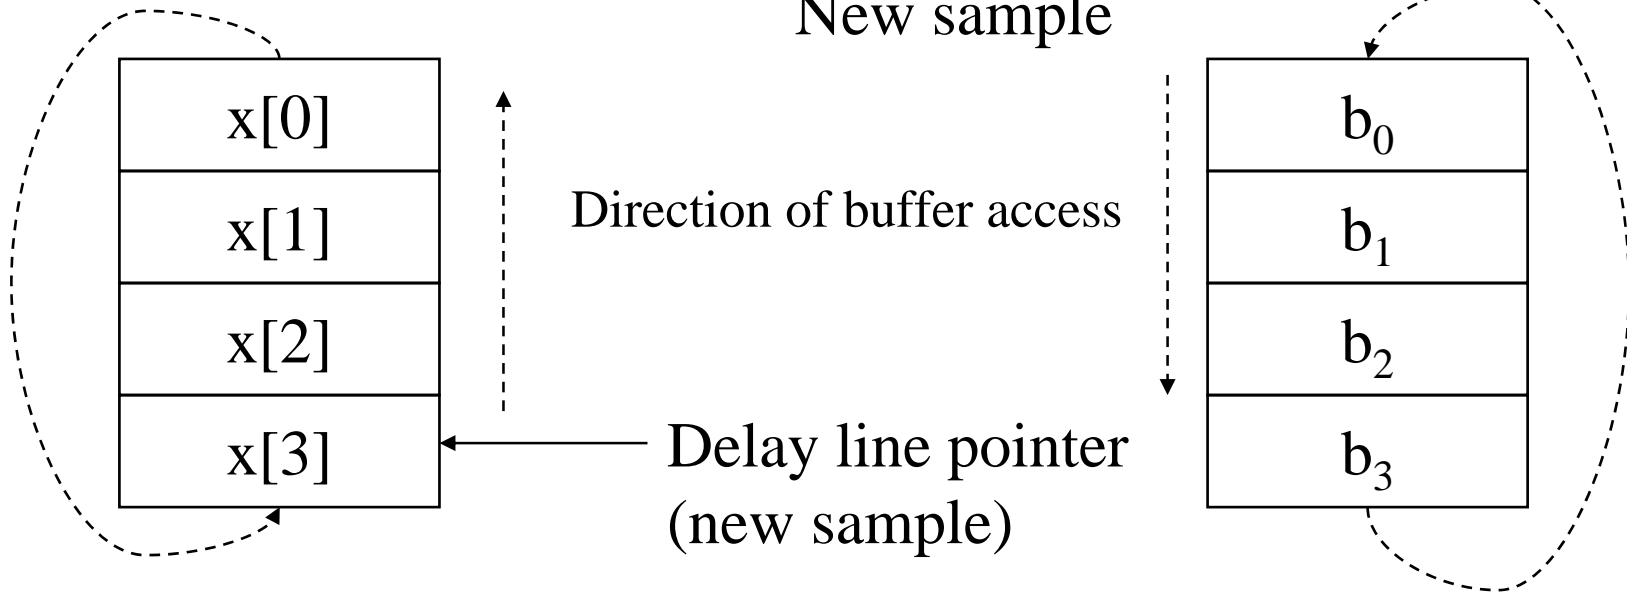 New sample
x[0]
x[1]
x[2]
x[3]
Direction of buffer access
Delay line pointer
(new sample)
b₀
b₁
b₂
b₃